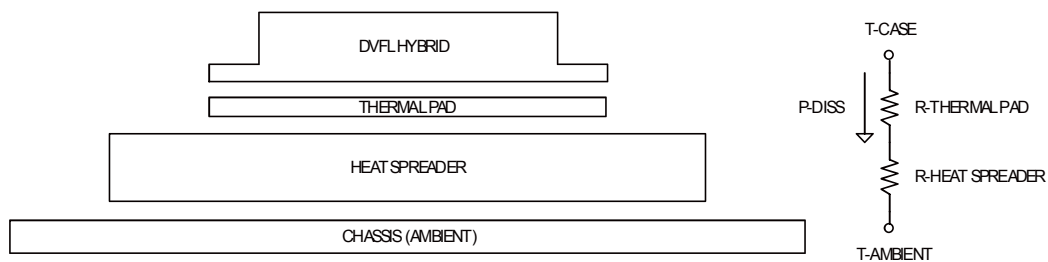 DVFL HYBRID
THERMAL PAD
HEAT SPREADER
CHASSIS (AMBIENT)
T-CASE
P-DISS
R-THERMAL PAD
R-HEAT SPREADER
T-AMBIENT